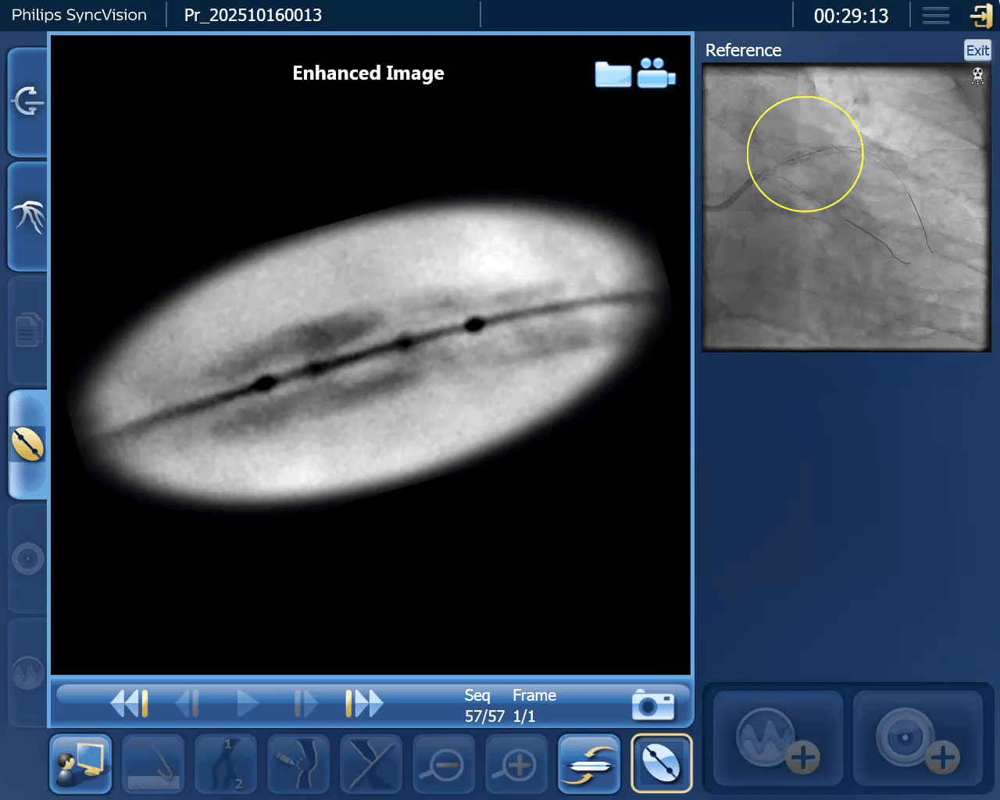 Philips SyncVision
Pr_202510160013
00:29:13
Enhanced Image
Reference
Exit
Seq Frame
57/57 1/1
1
2